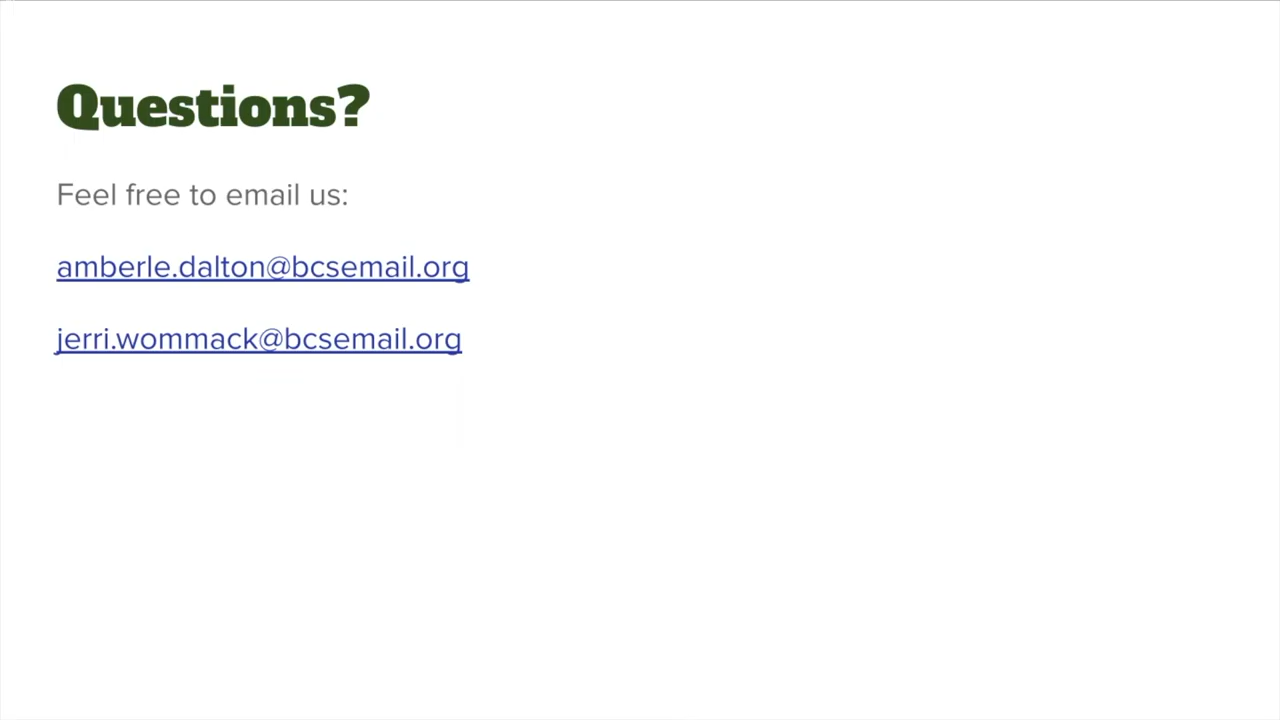 Questions?
Feel free to email us:
amberle.dalton@bcsemail.org
jerri.wommack@bcsemail.org